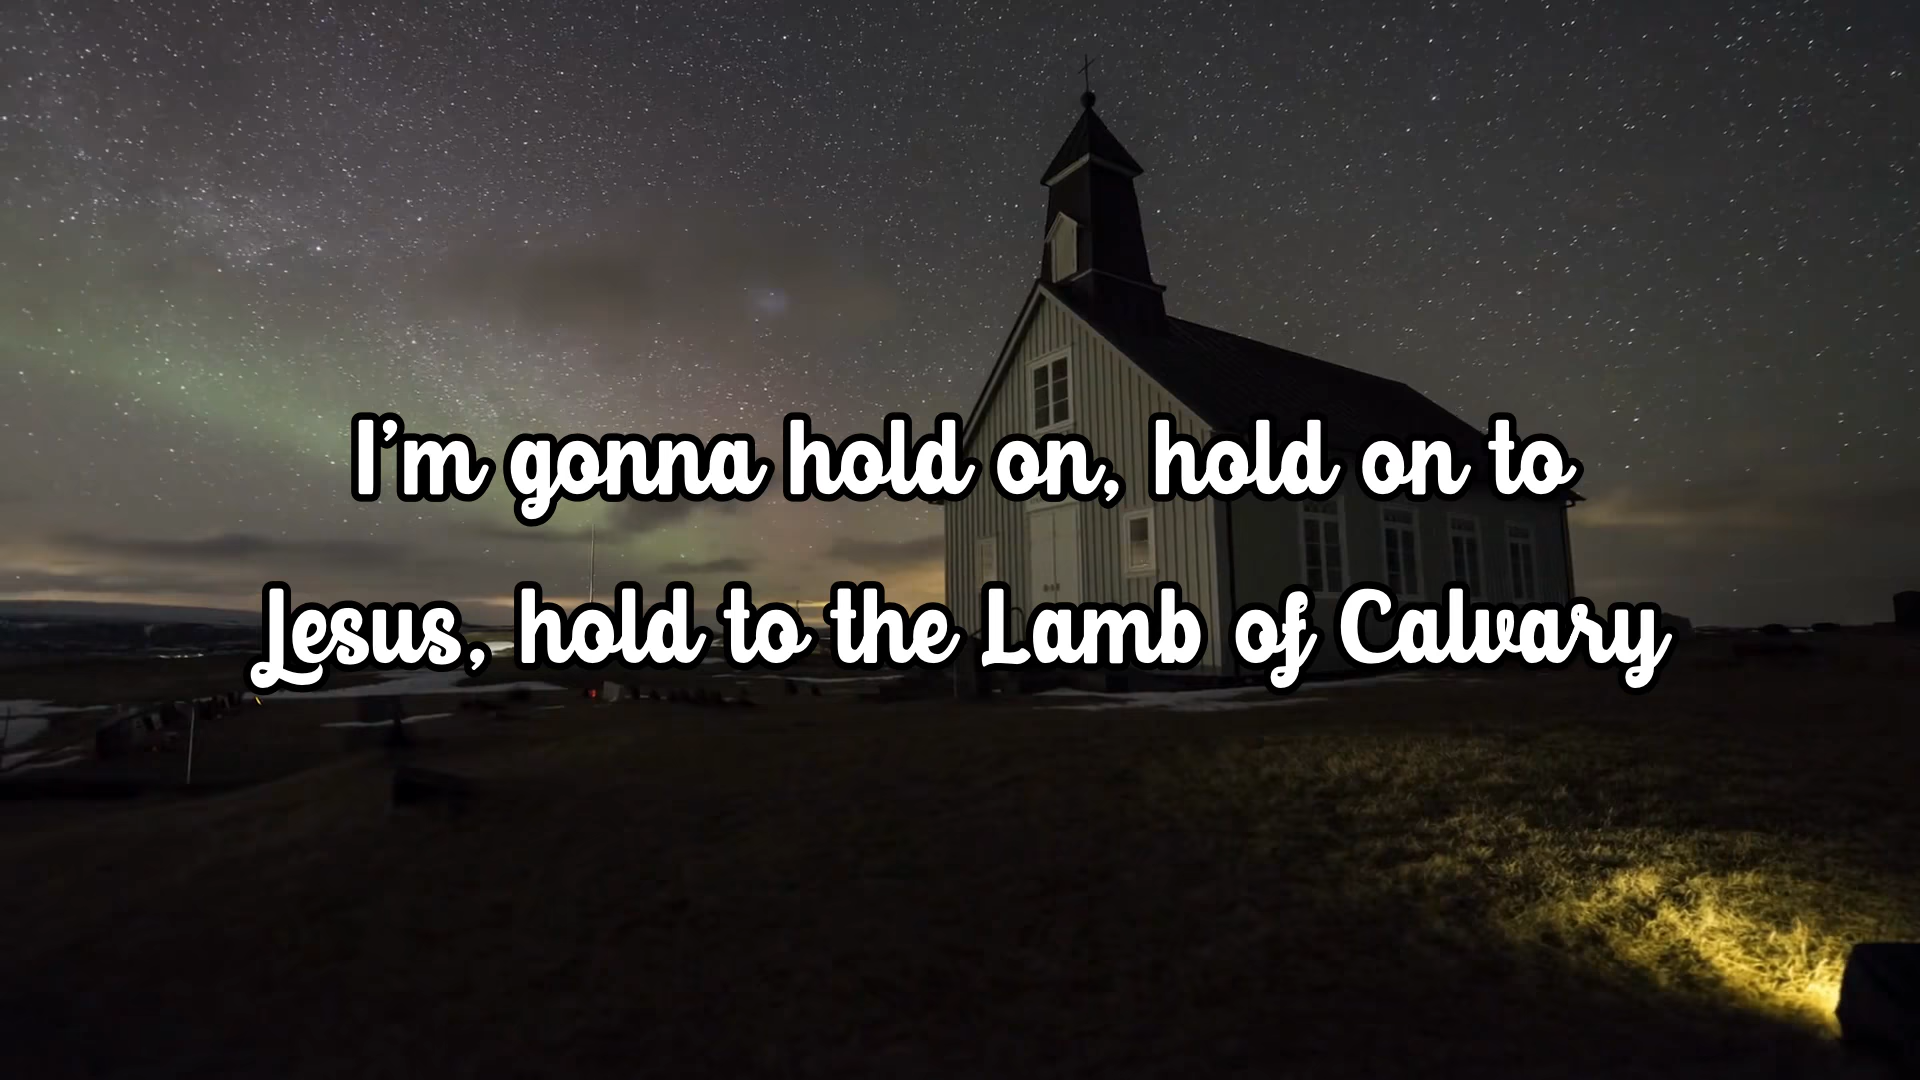 I'm gonna hold on, hold on to
Jesus, hold to the Lamb of Calvary